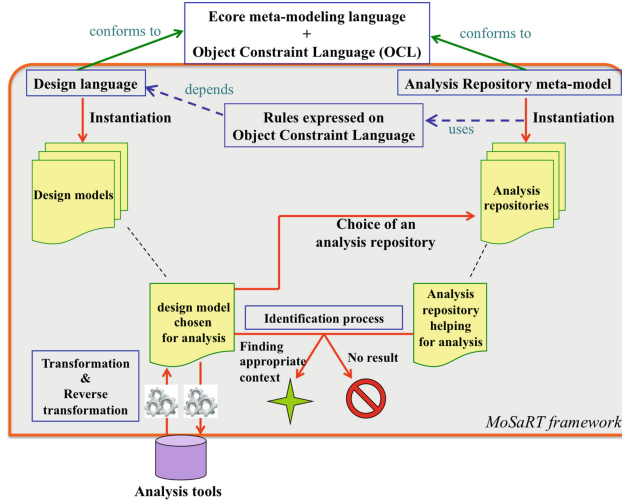 Ecore meta-modeling language
+
Object Constraint Language (OCL)
conforms to
conforms to
Design language
depends
Analysis Repository meta-model
Rules expressed on
Object Constraint Language
uses
Instantiation
Instantiation
Design models
Analysis
repositories
Choice of an
analysis repository
design model
chosen
for analysis
Identification process
Analysis
repository
helping
for analysis
Finding
appropriate
context
No result
Transformation
&
Reverse
transformation
MoSaRT framework
Analysis tools